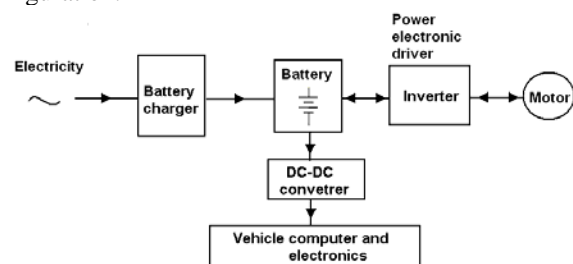 Power
electronic
driver
Electricity
Battery
charger
Battery
Inverter
Motor
DC-DC
convetrer
Vehicle computer and
electronics